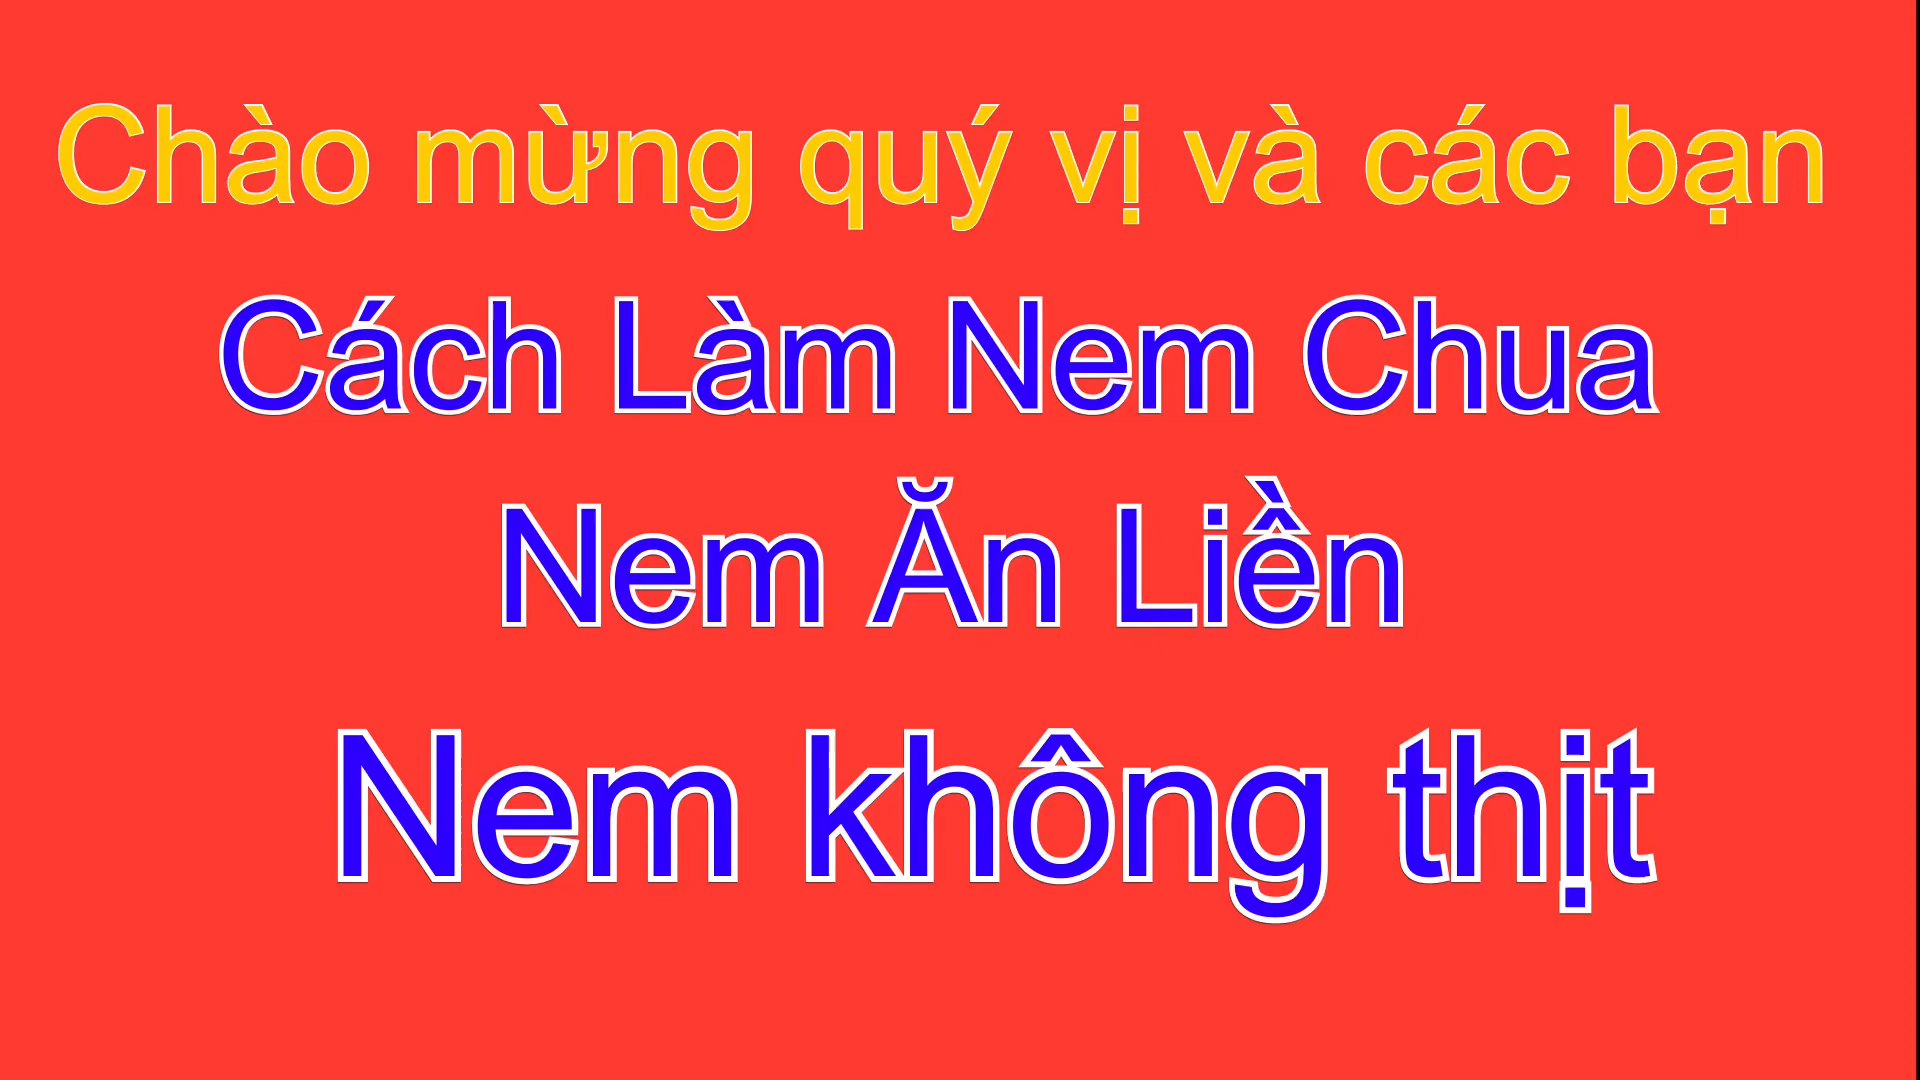 Chào mừng quý vị và các bạn
Cách Làm Nem Chua
Nem Ăn Liền
Nem không thịt